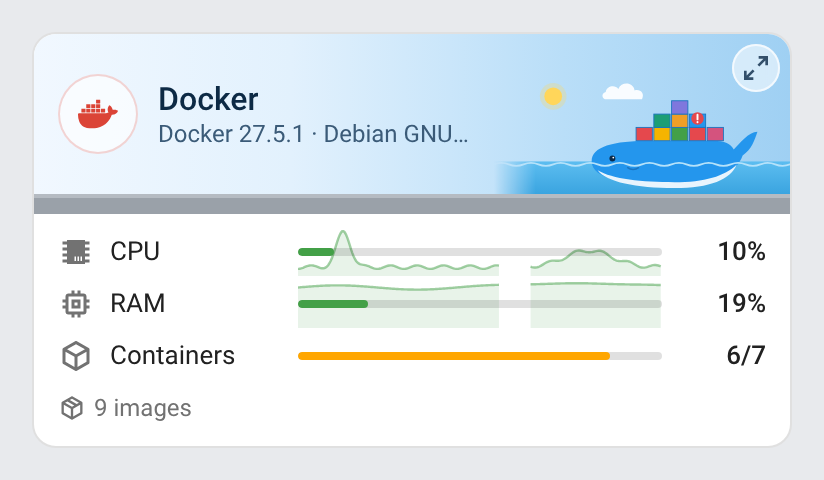 Docker
Docker 27.5.1 · Debian GNU…
!
CPU 10%
RAM 19%
Containers 6/7
9 images